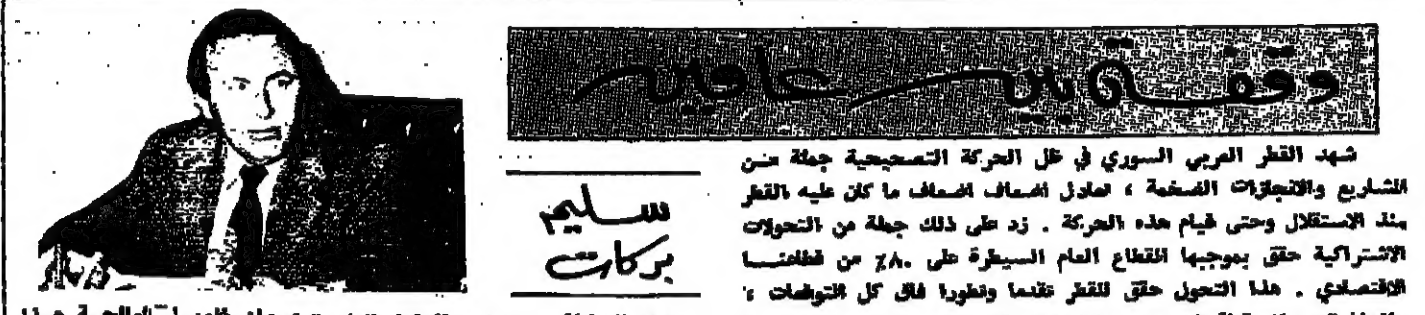 وقفة بين عامين
شهد القطر العربي السوري في ظل الحركة التصحيحية جملة من
المشاريع والانجازات الضخمة ، تعادل اضعاف اضعاف ما كان عليه القطر
منذ الاستقلال وحتى قيام هذه الحركة . زد على ذلك جملة من التحولات
الاشتراكية حقق بموجبها القطاع العام السيطرة على ٨٠٪ من قطاعنا
الاقتصادي . هذا التحول حقق للقطر تقدما وتطورا فاق كل التوقعات ،
سليم
بركات